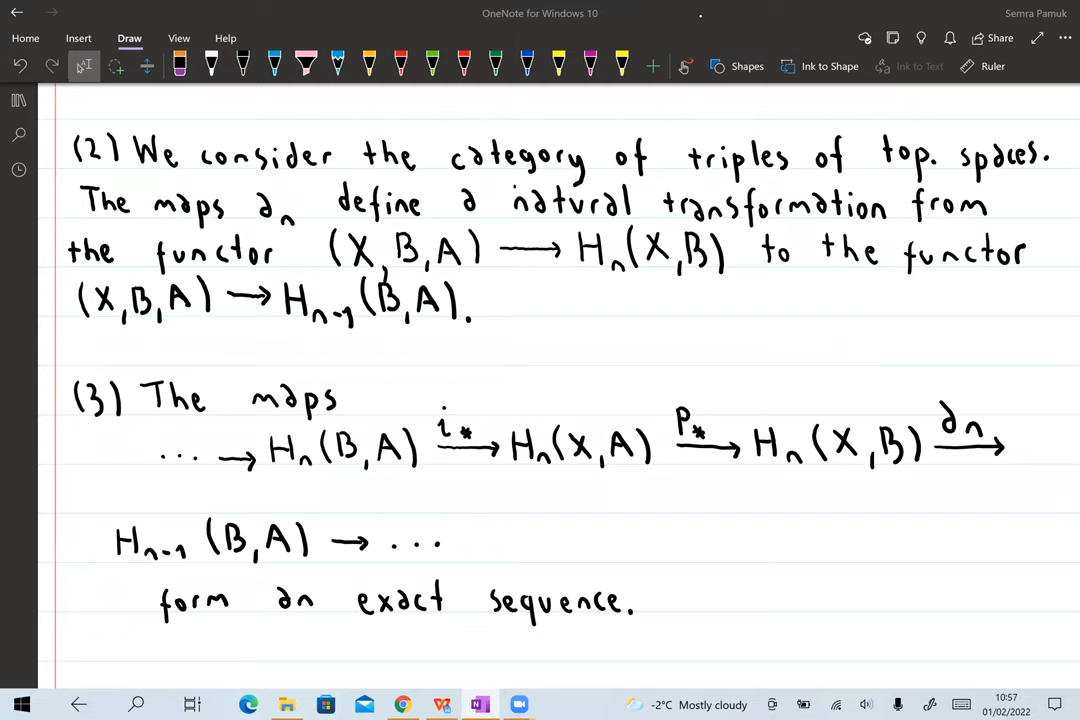 OneNote for Windows 10
Semra Pamuk
Home Insert Draw View Help
Share
Shapes Ink to Shape Ink to Text Ruler
(2) We consider the category of triples of top. spaces.
The maps ∂n define a natural transformation from
the functor (X,B,A) ⟶ Hn(X,B) to the functor
(X,B,A) ⟶ Hn-1(B,A).
(3) The maps
... ⟶ Hn(B,A) i*⟶ Hn(X,A) p*⟶ Hn(X,B) ∂n⟶
Hn-1(B,A) ⟶ ...
form an exact sequence.
-2°C Mostly cloudy
10:57
01/02/2022